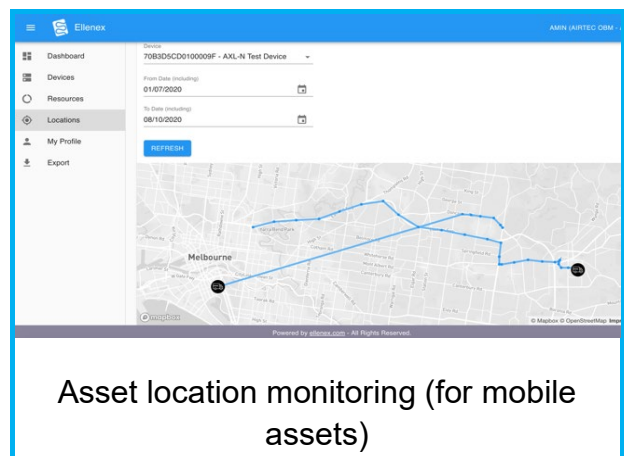 Ellenex
AMIN (AIRTEC OBM -
Dashboard
Devices
Resources
Locations
My Profile
Export
Device
70B3D5CD0100009F - AXL-N Test Device
From Date (including)
01/07/2020
To Date (including)
08/10/2020
REFRESH
Melbourne
mapbox
© Mapbox © OpenStreetMap Impr
Powered by ellenex.com - All Rights Reserved.
Asset location monitoring (for mobile
assets)